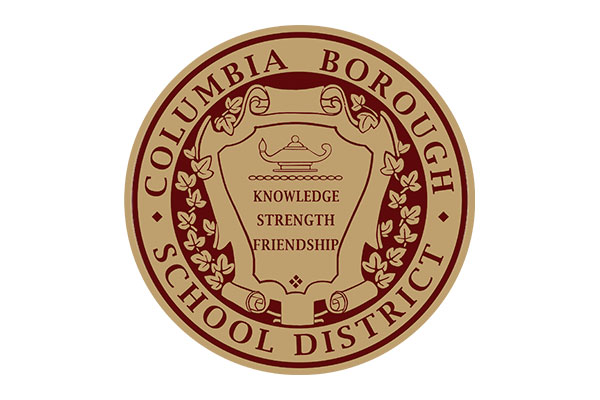 COLUMBIA BOROUGH
KNOWLEDGE
STRENGTH
FRIENDSHIP
SCHOOL DISTRICT